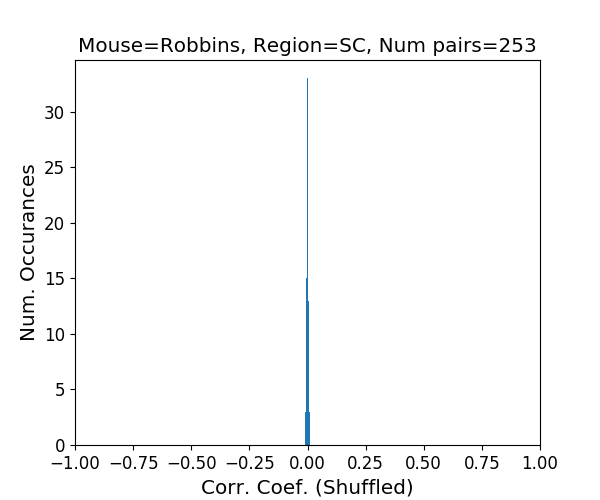 Mouse=Robbins, Region=SC, Num pairs=253
Num. Occurances
30
25
20
15
10
5
0
−1.00 −0.75 −0.50 −0.25 0.00 0.25 0.50 0.75 1.00
Corr. Coef. (Shuffled)